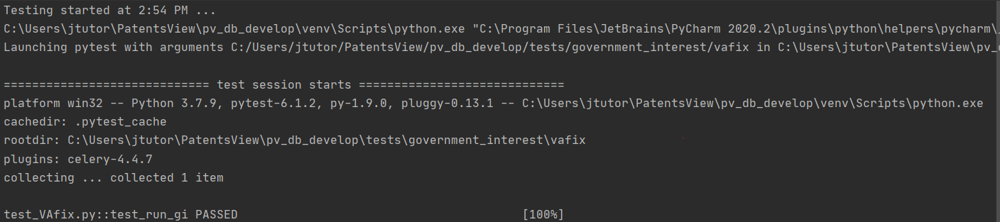 Testing started at 2:54 PM ...
C:\Users\jtutor\PatentsView\pv_db_develop\venv\Scripts\python.exe "C:\Program Files\JetBrains\PyCharm 2020.2\plugins\python\helpers\pycharm\
Launching pytest with arguments C:/Users/jtutor/PatentsView/pv_db_develop/tests/government_interest/vafix in C:\Users\jtutor\PatentsView\pv_
============================= test session starts =============================
platform win32 -- Python 3.7.9, pytest-6.1.2, py-1.9.0, pluggy-0.13.1 -- C:\Users\jtutor\PatentsView\pv_db_develop\venv\Scripts\python.exe
cachedir: .pytest_cache
rootdir: C:\Users\jtutor\PatentsView\pv_db_develop\tests\government_interest\vafix
plugins: celery-4.4.7
collecting ... collected 1 item
test_VAfix.py::test_run_gi PASSED                                        [100%]